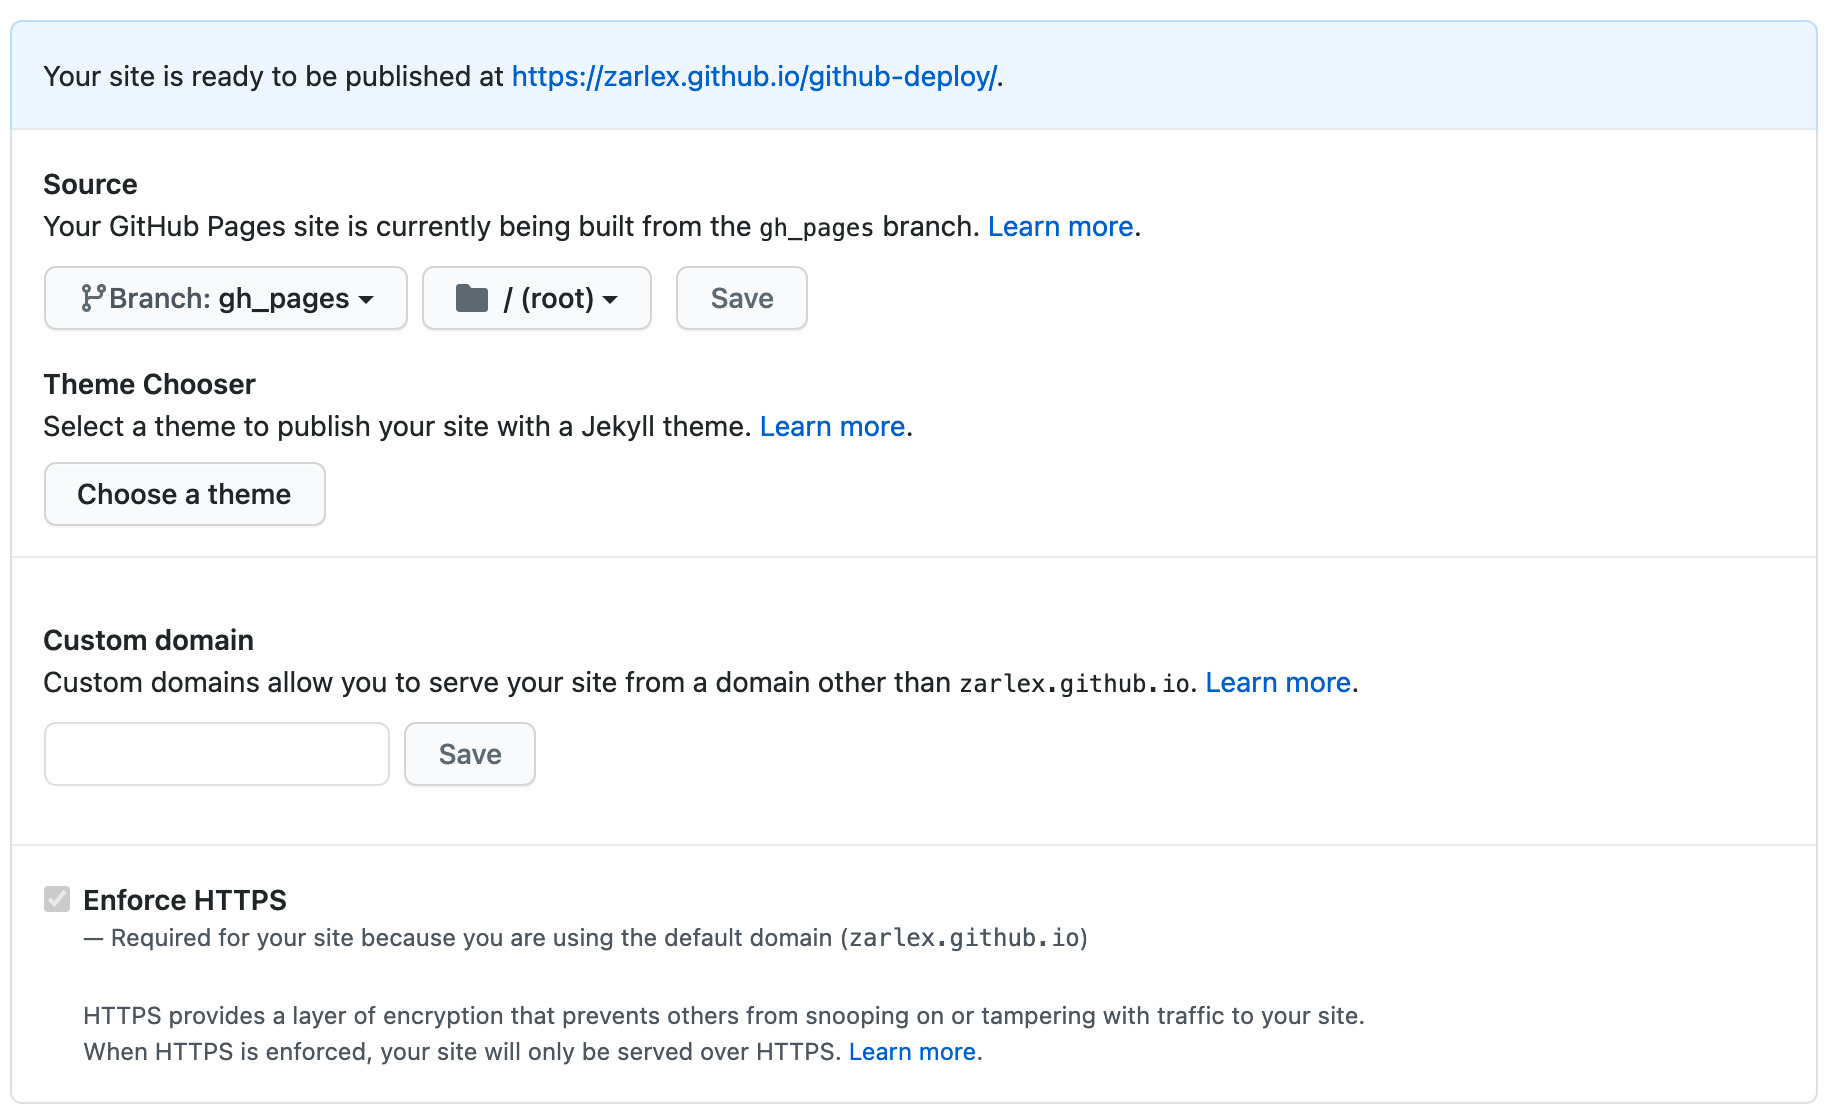 Your site is ready to be published at https://zarlex.github.io/github-deploy/.
Source
Your GitHub Pages site is currently being built from the gh_pages branch. Learn more.
Branch: gh_pages / (root) Save
Theme Chooser
Select a theme to publish your site with a Jekyll theme. Learn more.
Choose a theme
Custom domain
Custom domains allow you to serve your site from a domain other than zarlex.github.io. Learn more.
Save
Enforce HTTPS
— Required for your site because you are using the default domain (zarlex.github.io)
HTTPS provides a layer of encryption that prevents others from snooping on or tampering with traffic to your site.
When HTTPS is enforced, your site will only be served over HTTPS. Learn more.